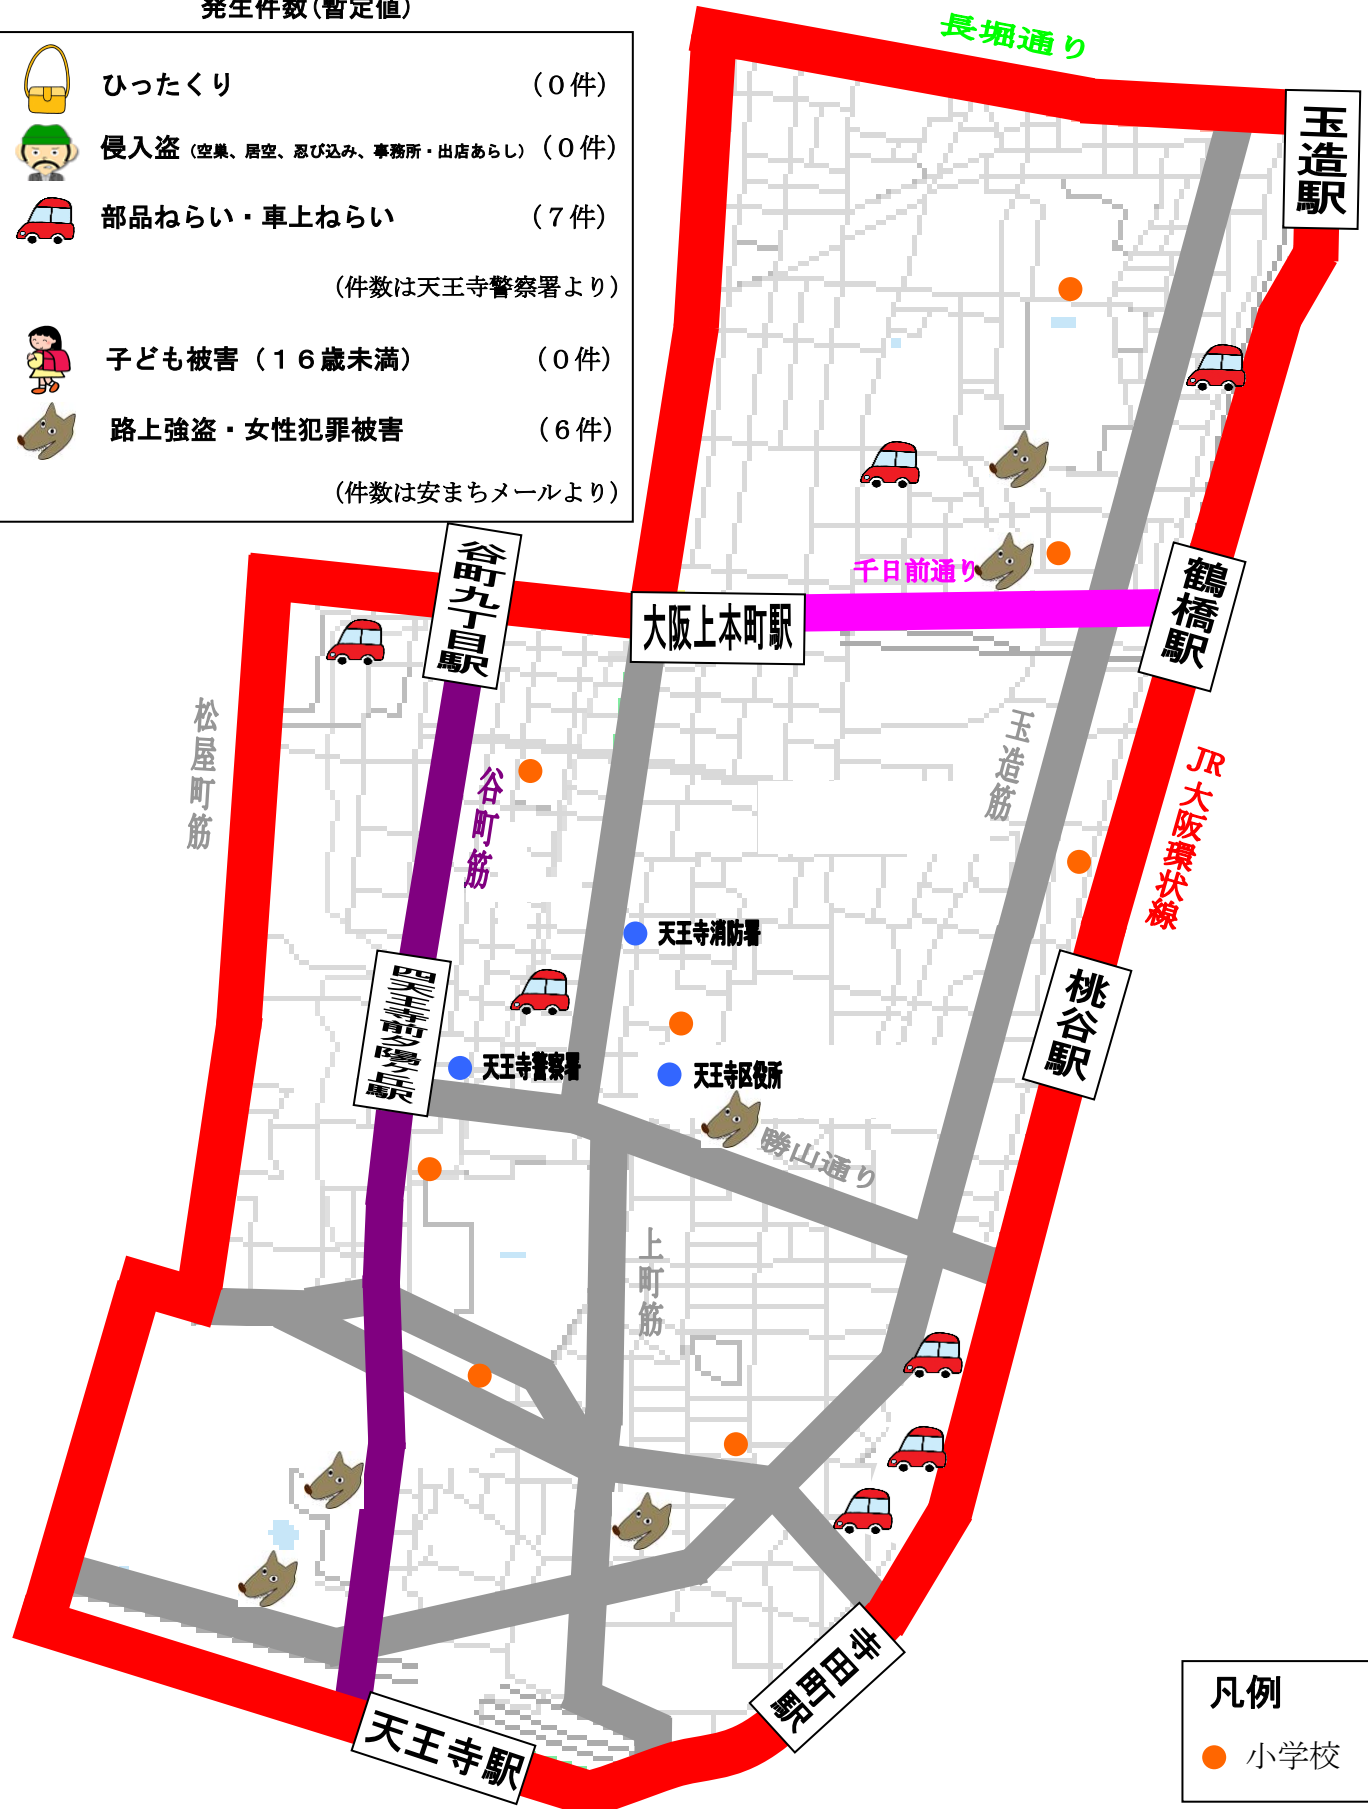 発生件数(暫定値)
ひったくり （０件）
侵入盗（空巣、居空、忍び込み、事務所・出店あらし）（０件）
部品ねらい・車上ねらい （７件）
（件数は天王寺警察署より）
子ども被害（１６歳未満） （０件）
路上強盗・女性犯罪被害 （６件）
（件数は安まちメールより）
長堀通り
玉造駅
千日前通り
谷町九丁目駅
大阪上本町駅
鶴橋駅
松屋町筋
谷町筋
玉造筋
JR大阪環状線
天王寺消防署
四天王寺前夕陽ヶ丘駅
天王寺警察署
天王寺区役所
桃谷駅
勝山通り
上町筋
寺田町駅
天王寺駅
凡例
小学校